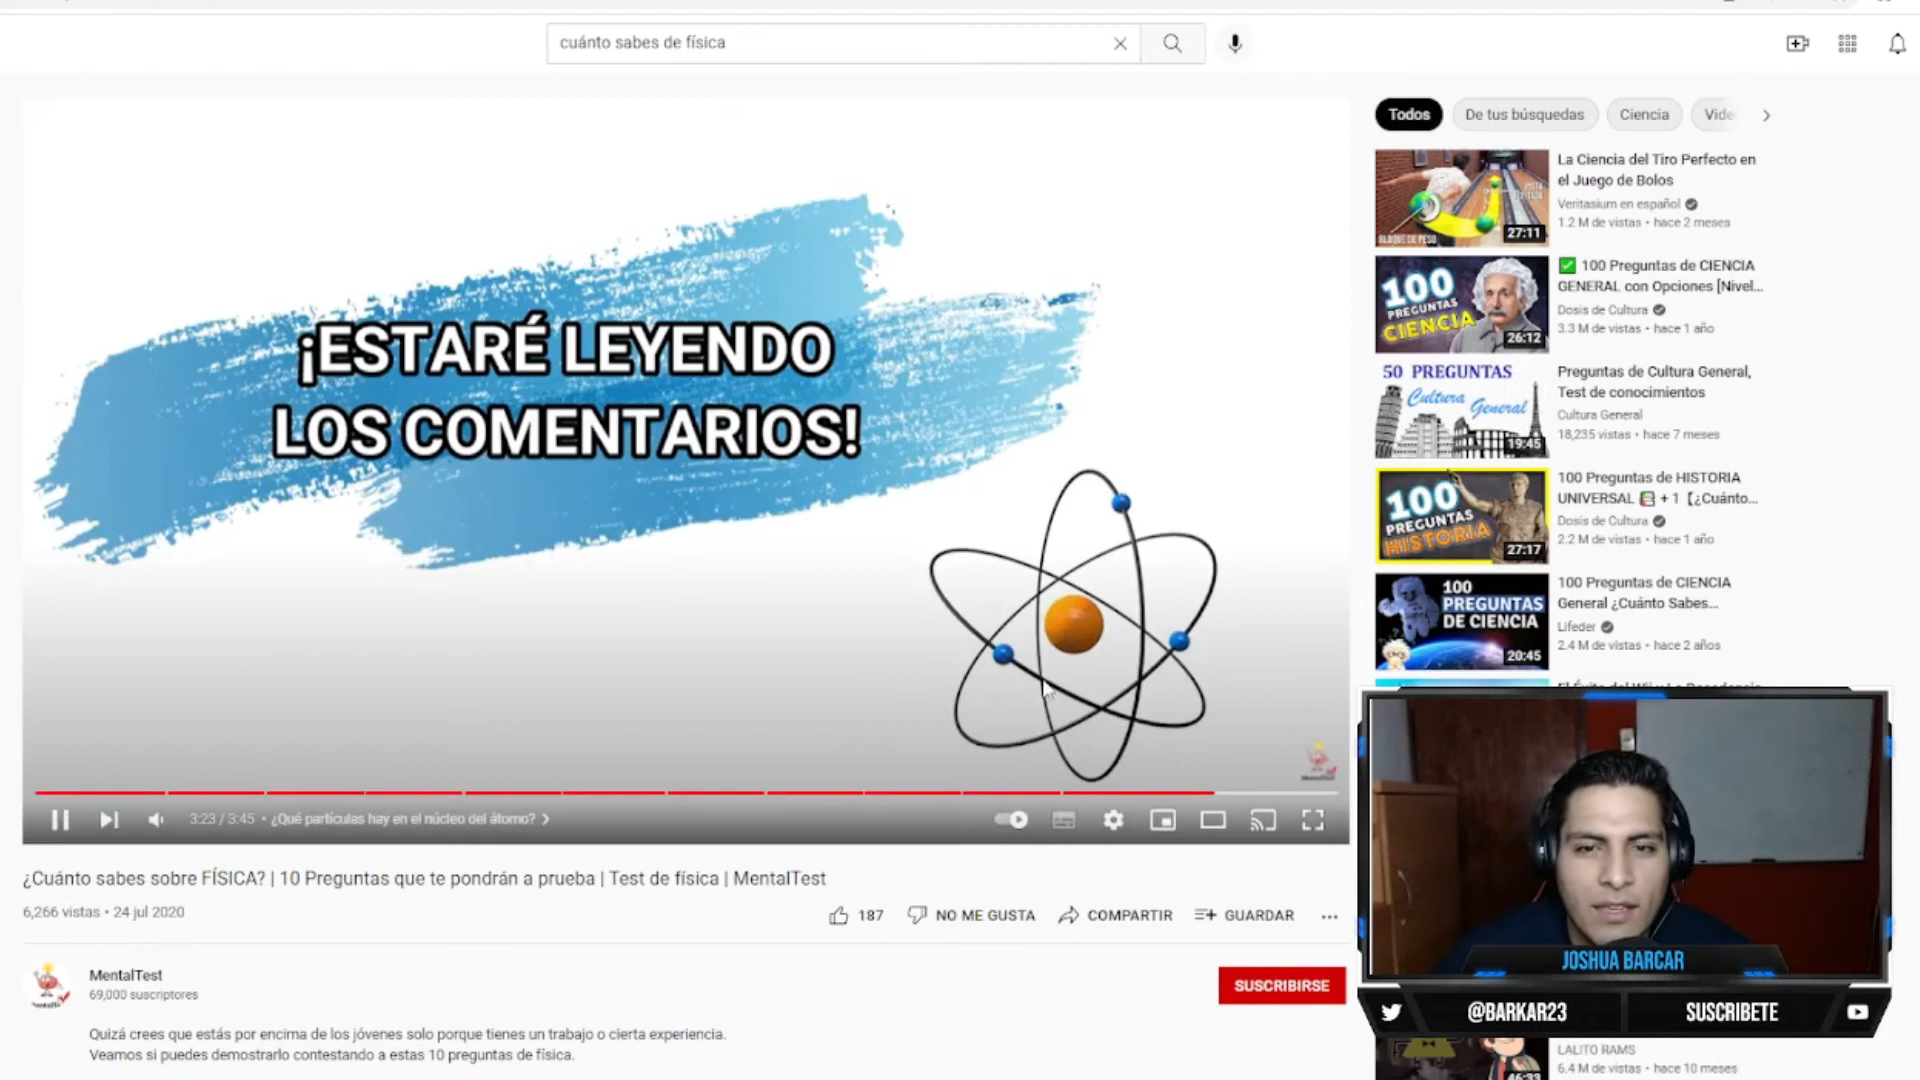 cuánto sabes de física
¡ESTARÉ LEYENDO
LOS COMENTARIOS!
3:23 / 3:45 • ¿Qué partículas hay en el núcleo del átomo?
¿Cuánto sabes sobre FÍSICA? | 10 Preguntas que te pondrán a prueba | Test de física | MentalTest
6,266 vistas • 24 jul 2020
187
NO ME GUSTA
COMPARTIR
GUARDAR
MentalTest
69,000 suscriptores
SUSCRIBIRSE
Quizá crees que estás por encima de los jóvenes solo porque tienes un trabajo o cierta experiencia.
Veamos si puedes demostrarlo contestando a estas 10 preguntas de física.
Todos
De tus búsquedas
Ciencia
Vide
BLOQUE DE PESO
27:11
La Ciencia del Tiro Perfecto en
el Juego de Bolos
Veritasium en español
1.2 M de vistas • hace 2 meses
100
PREGUNTAS
CIENCIA
26:12
100 Preguntas de CIENCIA
GENERAL con Opciones [Nivel...
Dosis de Cultura
3.3 M de vistas • hace 1 año
50 PREGUNTAS
Cultura
General
19:45
Preguntas de Cultura General,
Test de conocimientos
Cultura General
18,235 vistas • hace 7 meses
100
PREGUNTAS
HISTORIA
27:17
100 Preguntas de HISTORIA
UNIVERSAL + 1 [¿Cuánto...
Dosis de Cultura
2.2 M de vistas • hace 1 año
100
PREGUNTAS
DE CIENCIA
20:45
100 Preguntas de CIENCIA
General ¿Cuánto Sabes...
Lifeder
2.4 M de vistas • hace 2 años
JOSHUA BARCAR
@BARKAR23
SUSCRIBETE
46:33
LALITO RAMS
6.4 M de vistas • hace 10 meses